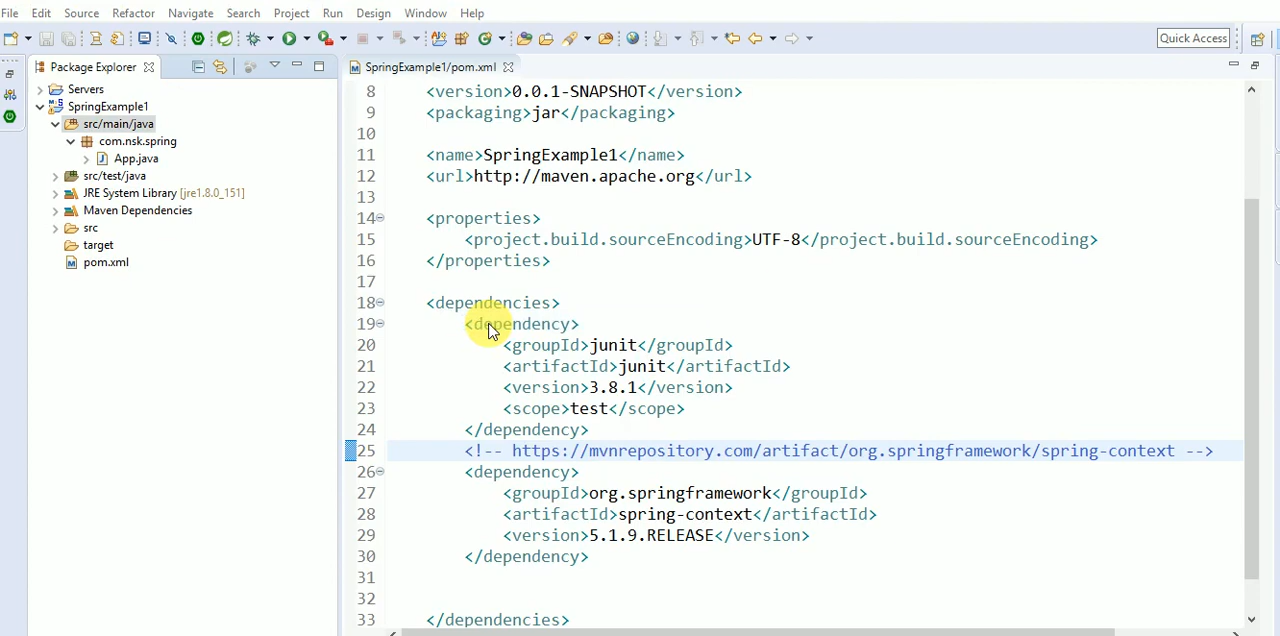 File Edit Source Refactor Navigate Search Project Run Design Window Help
Quick Access
Package Explorer
Servers
SpringExample1
src/main/java
com.nsk.spring
App.java
src/test/java
JRE System Library [jre1.8.0_151]
Maven Dependencies
src
target
pom.xml
SpringExample1/pom.xml
8 <version>0.0.1-SNAPSHOT</version>
9 <packaging>jar</packaging>
10
11 <name>SpringExample1</name>
12 <url>http://maven.apache.org</url>
13
14 <properties>
15 <project.build.sourceEncoding>UTF-8</project.build.sourceEncoding>
16 </properties>
17
18 <dependencies>
19 <dependency>
20 <groupId>junit</groupId>
21 <artifactId>junit</artifactId>
22 <version>3.8.1</version>
23 <scope>test</scope>
24 </dependency>
25 <!-- https://mvnrepository.com/artifact/org.springframework/spring-context -->
26 <dependency>
27 <groupId>org.springframework</groupId>
28 <artifactId>spring-context</artifactId>
29 <version>5.1.9.RELEASE</version>
30 </dependency>
31
32
33 </dependencies>